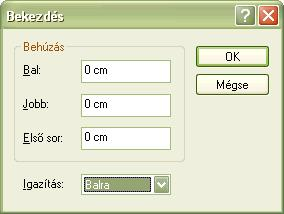 Bekezdés
Behúzás
Bal: 0 cm
Jobb: 0 cm
Első sor: 0 cm
Igazítás: Balra
OK
Mégse